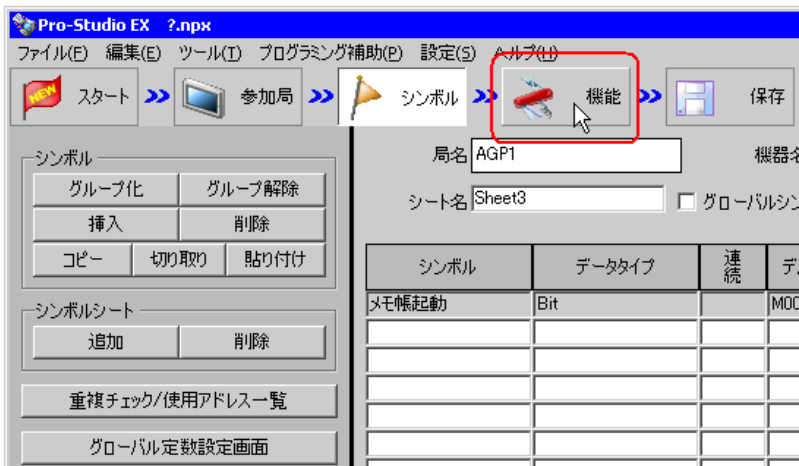 Pro-Studio EX ?.npx
ファイル(F) 編集(E) ツール(T) プログラミング補助(P) 設定(S) ヘルプ(H)
NEW スタート 参加局 シンボル 機能 保存
シンボル
グループ化 グループ解除
挿入 削除
コピー 切り取り 貼り付け
シンボルシート
追加 削除
重複チェック/使用アドレス一覧
グローバル定数設定画面
局名 AGP1 機器名
シート名 Sheet3 グローバルシン
シンボル データタイプ 連続 デ
メモ帳起動 Bit M00